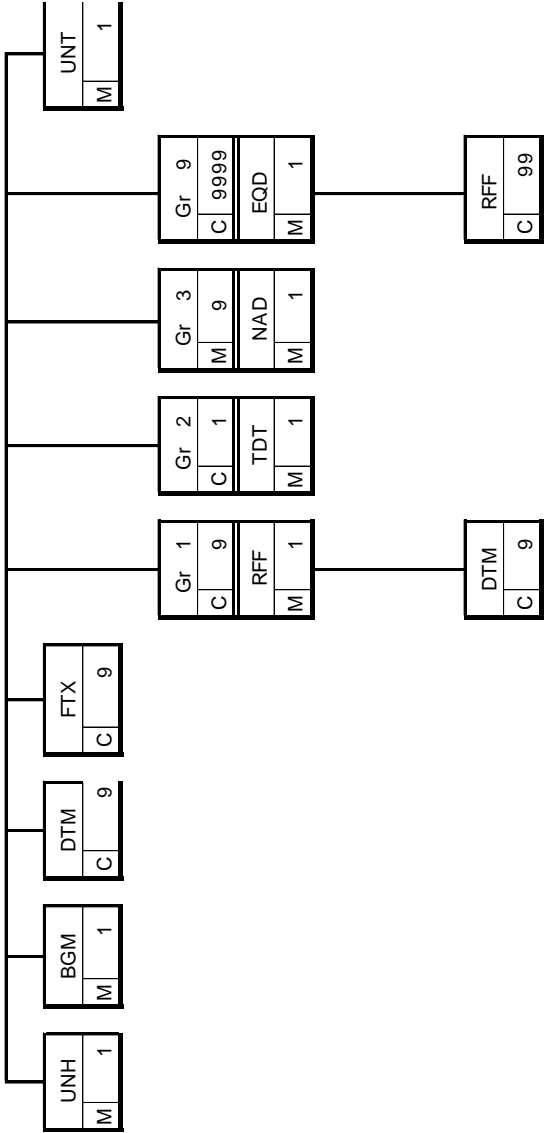 UNH
M 1
BGM
M 1
DTM
C 9
FTX
C 9
Gr 1
C 9
RFF
M 1
DTM
C 9
Gr 2
C 1
TDT
M 1
Gr 3
M 9
NAD
M 1
Gr 9
C 9999
EQD
M 1
RFF
C 99
UNT
M 1